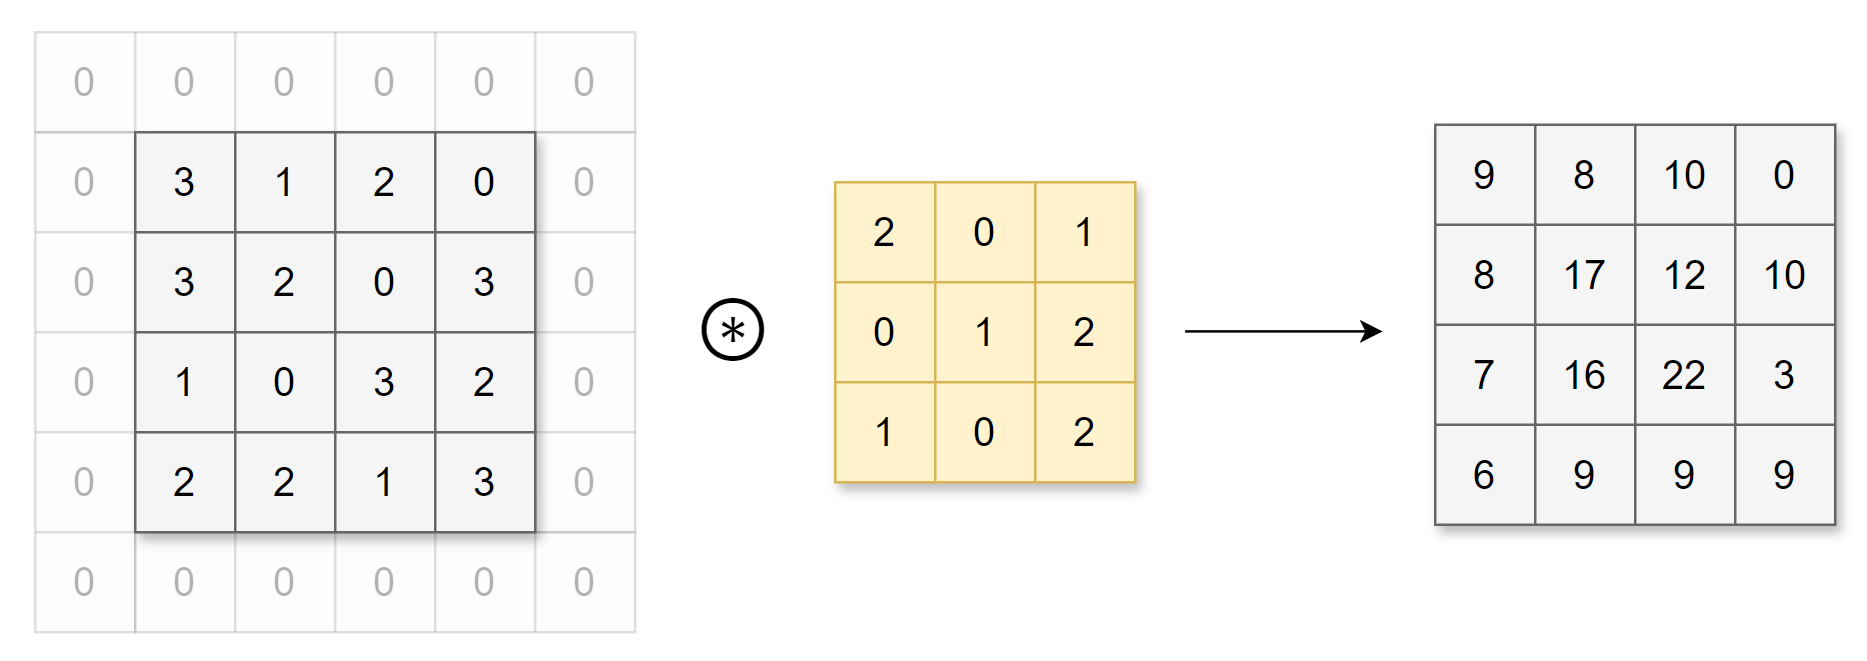 0 0 0 0 0 0
0 3 1 2 0 0
0 3 2 0 3 0
0 1 0 3 2 0
0 2 2 1 3 0
0 0 0 0 0 0
*
2 0 1
0 1 2
1 0 2
9 8 10 0
8 17 12 10
7 16 22 3
6 9 9 9